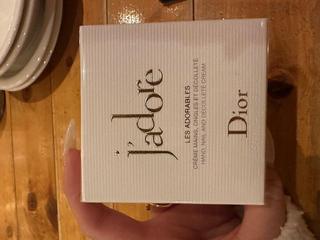 j'adore
LES ADORABLES
CRÈME MAINS, ONGLES ET DÉCOLLETÉ
HAND, NAIL AND DÉCOLLETÉ CREAM
Dior